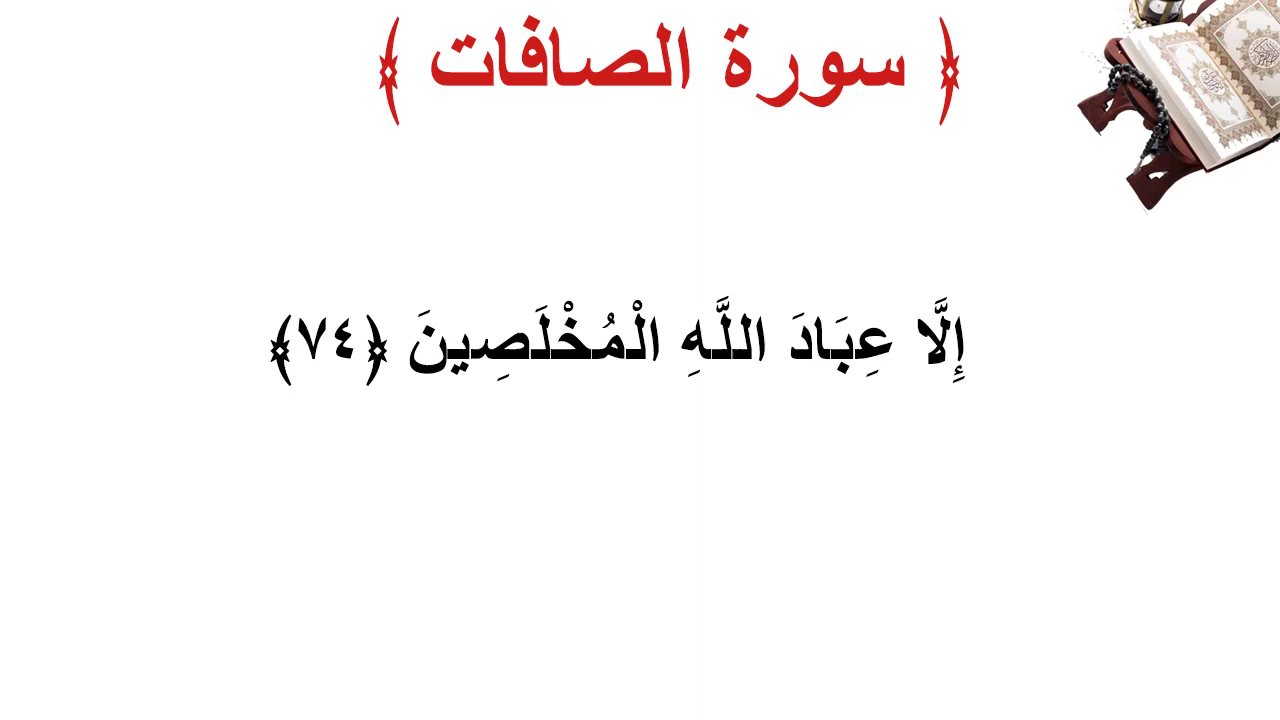 ﴿ سورة الصافات ﴾
إِلَّا عِبَادَ اللَّهِ الْمُخْلَصِينَ ﴿٧٤﴾